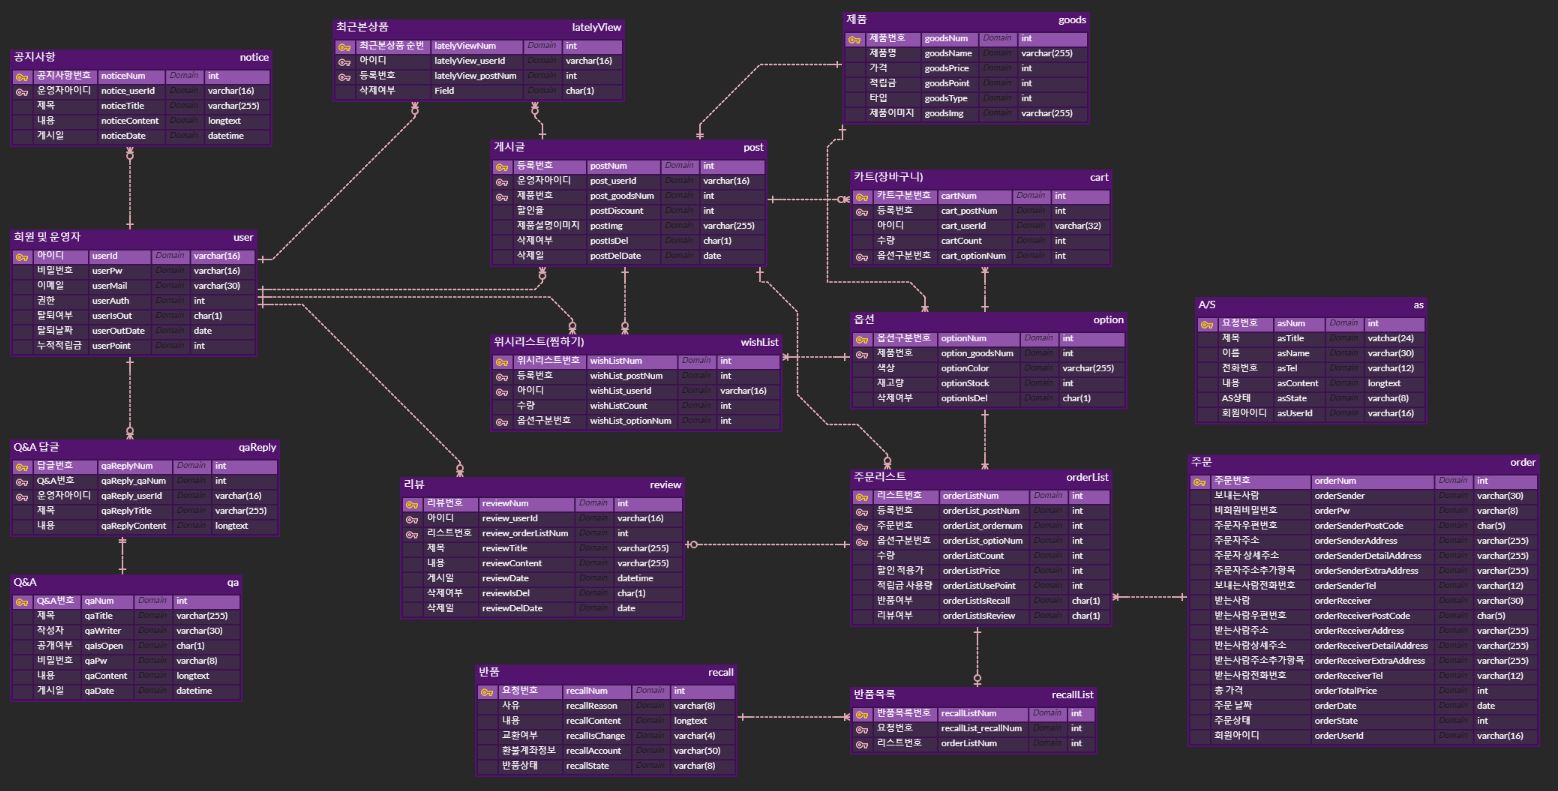 최근본상품 latelyView
최근본상품 순번 latelyViewNum Domain int
아이디 latelyView_userId Domain varchar(16)
등록번호 latelyView_postNum Domain int
삭제여부 Field Domain char(1)
제품 goods
제품번호 goodsNum Domain int
제품명 goodsName Domain varchar(255)
가격 goodsPrice Domain int
적립금 goodsPoint Domain int
타입 goodsType Domain int
제품이미지 goodsImg Domain varchar(255)
공지사항 notice
공지사항번호 noticeNum Domain int
운영자아이디 notice_userId Domain varchar(16)
제목 noticeTitle Domain varchar(255)
내용 noticeContent Domain longtext
게시일 noticeDate Domain datetime
게시글 post
등록번호 postNum Domain int
운영자아이디 post_userId Domain varchar(16)
제품번호 post_goodsNum Domain int
할인율 postDiscount Domain int
제품설명이미지 postImg Domain varchar(255)
삭제여부 postIsDel Domain char(1)
삭제일 postDelDate Domain date
카트(장바구니) cart
카트구분번호 cartNum Domain int
등록번호 cart_postNum Domain int
아이디 cart_userId Domain varchar(32)
수량 cartCount Domain int
옵션구분번호 cart_optionNum Domain int
회원 및 운영자 user
아이디 userId Domain varchar(16)
비밀번호 userPw Domain varchar(16)
이메일 userMail Domain varchar(30)
권한 userAuth Domain int
탈퇴여부 userIsOut Domain char(1)
탈퇴날짜 userOutDate Domain date
누적적립금 userPoint Domain int
위시리스트(찜하기) wishList
위시리스트번호 wishListNum Domain int
등록번호 wishList_postNum Domain int
아이디 wishList_userId Domain varchar(16)
수량 wishListCount Domain int
옵션구분번호 wishList_optionNum Domain int
옵션 option
옵션구분번호 optionNum Domain int
제품번호 option_goodsNum Domain int
색상 optionColor Domain varchar(255)
재고량 optionStock Domain int
삭제여부 optionIsDel Domain char(1)
A/S as
요청번호 asNum Domain int
제목 asTitle Domain vatchar(24)
이름 asName Domain varchar(30)
전화번호 asTel Domain varchar(12)
내용 asContent Domain longtext
AS상태 asState Domain varchar(8)
회원아이디 asUserId Domain varchar(16)
Q&A 답글 qaReply
답글번호 qaReplyNum Domain int
Q&A번호 qaReply_qaNum Domain int
운영자아이디 qaReply_userId Domain varchar(16)
제목 qaReplyTitle Domain varchar(255)
내용 qaReplyContent Domain longtext
리뷰 review
리뷰번호 reviewNum Domain int
아이디 review_userId Domain varchar(16)
리스트번호 review_orderListNum Domain int
제목 reviewTitle Domain varchar(255)
내용 reviewContent Domain varchar(255)
게시일 reviewDate Domain datetime
삭제여부 reviewIsDel Domain char(1)
삭제일 reviewDelDate Domain date
주문리스트 orderList
리스트번호 orderListNum Domain int
등록번호 orderList_postNum Domain int
주문번호 orderList_ordernum Domain int
옵션구분번호 orderList_optioNum Domain int
수량 orderListCount Domain int
할인 적용가 orderListPrice Domain int
적립금 사용량 orderListUsePoint Domain int
반품여부 orderListIsRecall Domain char(1)
리뷰여부 orderListIsReview Domain char(1)
주문 order
주문번호 orderNum Domain int
보내는사람 orderSender Domain varchar(30)
비회원비밀번호 orderPw Domain varchar(8)
주문자우편번호 orderSenderPostCode Domain char(5)
주문자주소 orderSenderAddress Domain varchar(255)
주문자 상세주소 orderSenderDetailAddress Domain varchar(255)
주문자주소추가항목 orderSenderExtraAddress Domain varchar(255)
보내는사람전화번호 orderSenderTel Domain varchar(12)
받는사람 orderReceiver Domain varchar(30)
받는사람우편번호 orderReceiverPostCode Domain char(5)
받는사람주소 orderReceiverAddress Domain varchar(255)
받는사람상세주소 orderReceiverDetailAddress Domain varchar(255)
받는사람주소추가항목 orderReceiverExtraAddress Domain varchar(255)
받는사람전화번호 orderReceiverTel Domain varchar(12)
총 가격 orderTotalPrice Domain int
주문 날짜 orderDate Domain date
주문상태 orderState Domain int
회원아이디 orderUserId Domain varchar(16)
Q&A qa
Q&A번호 qaNum Domain int
제목 qaTitle Domain varchar(255)
작성자 qaWriter Domain varchar(30)
공개여부 qaIsOpen Domain char(1)
비밀번호 qaPw Domain varchar(8)
내용 qaContent Domain longtext
게시일 qaDate Domain datetime
반품 recall
요청번호 recallNum Domain int
사유 recallReason Domain varchar(8)
내용 recallContent Domain longtext
교환여부 recallIsChange Domain varchar(4)
환불계좌정보 recallAccount Domain varchar(50)
반품상태 recallState Domain varchar(8)
반품목록 recallList
반품목록번호 recallListNum Domain int
요청번호 recallList_recallNum Domain int
리스트번호 orderListNum Domain int